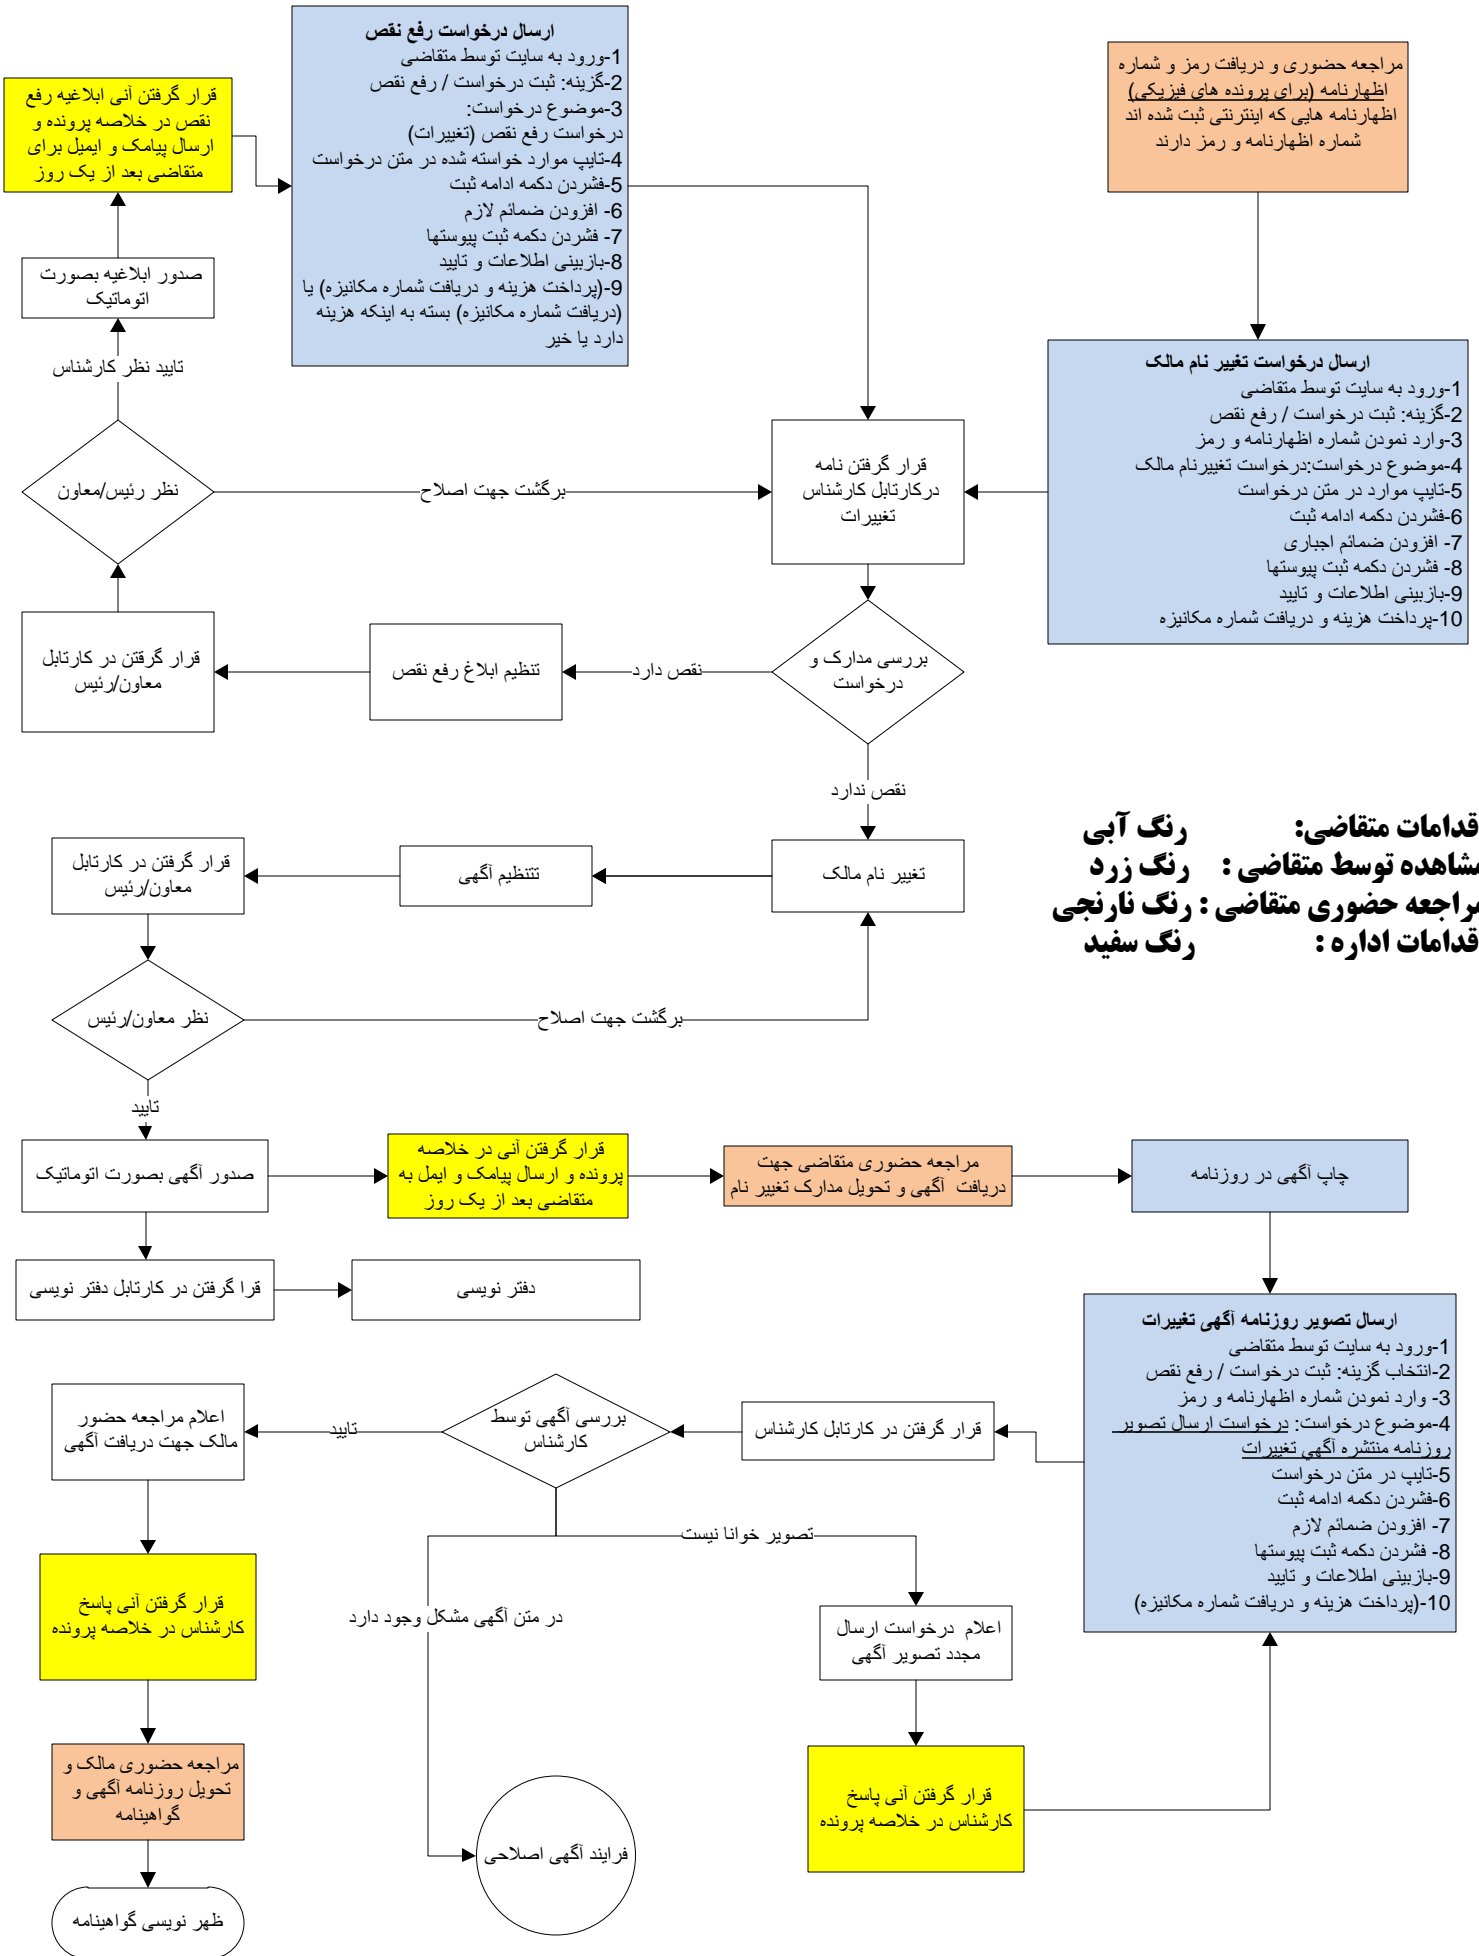 مراجعه حضوری و دریافت رمز و شماره
اظهارنامه (برای پرونده های فیزیکی)
اظهارنامه هایی که اینترنتی ثبت شده اند
شماره اظهارنامه و رمز دارند
ارسال درخواست تغییر نام مالک
1-ورود به سایت توسط متقاضی
2-گزینه: ثبت درخواست / رفع نقص
3-وارد نمودن شماره اظهارنامه و رمز
4-موضوع درخواست:درخواست تغییرنام مالک
5-تایپ موارد در متن درخواست
6-فشردن دکمه ادامه ثبت
7- افزودن ضمائم اجباری
8- فشردن دکمه ثبت پیوستها
9-بازبینی اطلاعات و تایید
10-پرداخت هزینه و دریافت شماره مکانیزه
ارسال درخواست رفع نقص
1-ورود به سایت توسط متقاضی
2-گزینه: ثبت درخواست / رفع نقص
3-موضوع درخواست:
درخواست رفع نقص (تغییرات)
4-تایپ موارد خواسته شده در متن درخواست
5-فشردن دکمه ادامه ثبت
6- افزودن ضمائم لازم
7- فشردن دکمه ثبت پیوستها
8-بازبینی اطلاعات و تایید
9-(پرداخت هزینه و دریافت شماره مکانیزه) یا
(دریافت شماره مکانیزه) بسته به اینکه هزینه
دارد یا خیر
قرار گرفتن آنی ابلاغیه رفع
نقص در خلاصه پرونده و
ارسال پیامک و ایمیل برای
متقاضی بعد از یک روز
صدور ابلاغیه بصورت
اتوماتیک
تایید نظر کارشناس
نظر رئیس/معاون
برگشت جهت اصلاح
قرار گرفتن نامه
درکارتابل کارشناس
تغییرات
بررسی مدارک و
درخواست
نقص دارد
تنظیم ابلاغ رفع نقص
قرار گرقتن در کارتابل
معاون/رئیس
نقص ندارد
تغییر نام مالک
تتنظیم آگهی
قرار گرفتن در کارتابل
معاون/رئیس
قدامات متقاضی: رنگ آبی
شاهده توسط متقاضی : رنگ زرد
راجعه حضوری متقاضی : رنگ نارنجی
قدامات اداره : رنگ سفید
نظر معاون/رئیس
برگشت جهت اصلاح
تایید
صدور آگهی بصورت اتوماتیک
قرار گرفتن آنی در خلاصه
پرونده و ارسال پیامک و ایمل به
متقاضی بعد از یک روز
مراجعه حضوری متقاضی جهت
دریافت آگهی و تحویل مدارک تغییر نام
چاپ آگهی در روزنامه
قرا گرفتن در کارتابل دفتر نویسی
دفتر نویسی
ارسال تصویر روزنامه آگهی تغییرات
1-ورود به سایت توسط متقاضی
2-انتخاب گزینه: ثبت درخواست / رفع نقص
3- وارد نمودن شماره اظهارنامه و رمز
4-موضوع درخواست: درخواست ارسال تصویر
روزنامه منتشره آگهي تغییرات
5-تایپ در متن درخواست
6-فشردن دکمه ادامه ثبت
7- افزودن ضمائم لازم
8- فشردن دکمه ثبت پیوستها
9-بازبینی اطلاعات و تایید
10-(پرداخت هزینه و دریافت شماره مکانیزه)
قرار گرفتن در کارتابل کارشناس
بررسی آگهی توسط
کارشناس
تایید
اعلام مراجعه حضور
مالک جهت دریافت آگهی
تصویر خوانا نیست
در متن آگهی مشکل وجود دارد
قرار گرفتن آنی پاسخ
کارشناس در خلاصه پرونده
اعلام درخواست ارسال
مجدد تصویر آگهی
مراجعه حضوری مالک و
تحویل روزنامه آگهی و
گواهینامه
قرار گرفتن آنی پاسخ
کارشناس در خلاصه پرونده
فرایند آگهی اصلاحی
ظهر نویسی گواهینامه